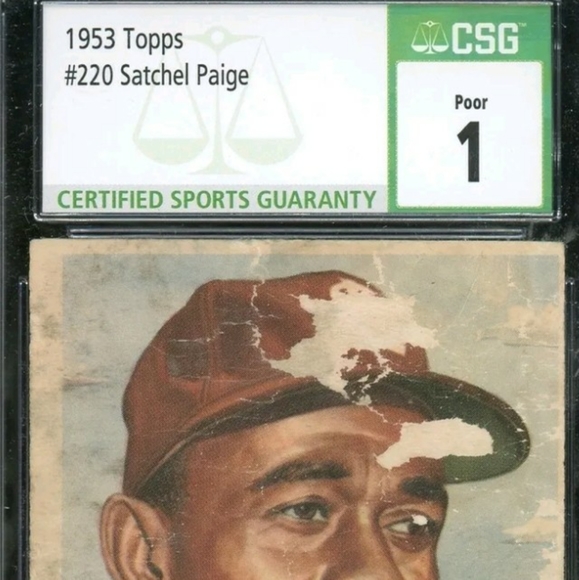 1953 Topps
#220 Satchel Paige
CERTIFIED SPORTS GUARANTY
CSG
Poor
1